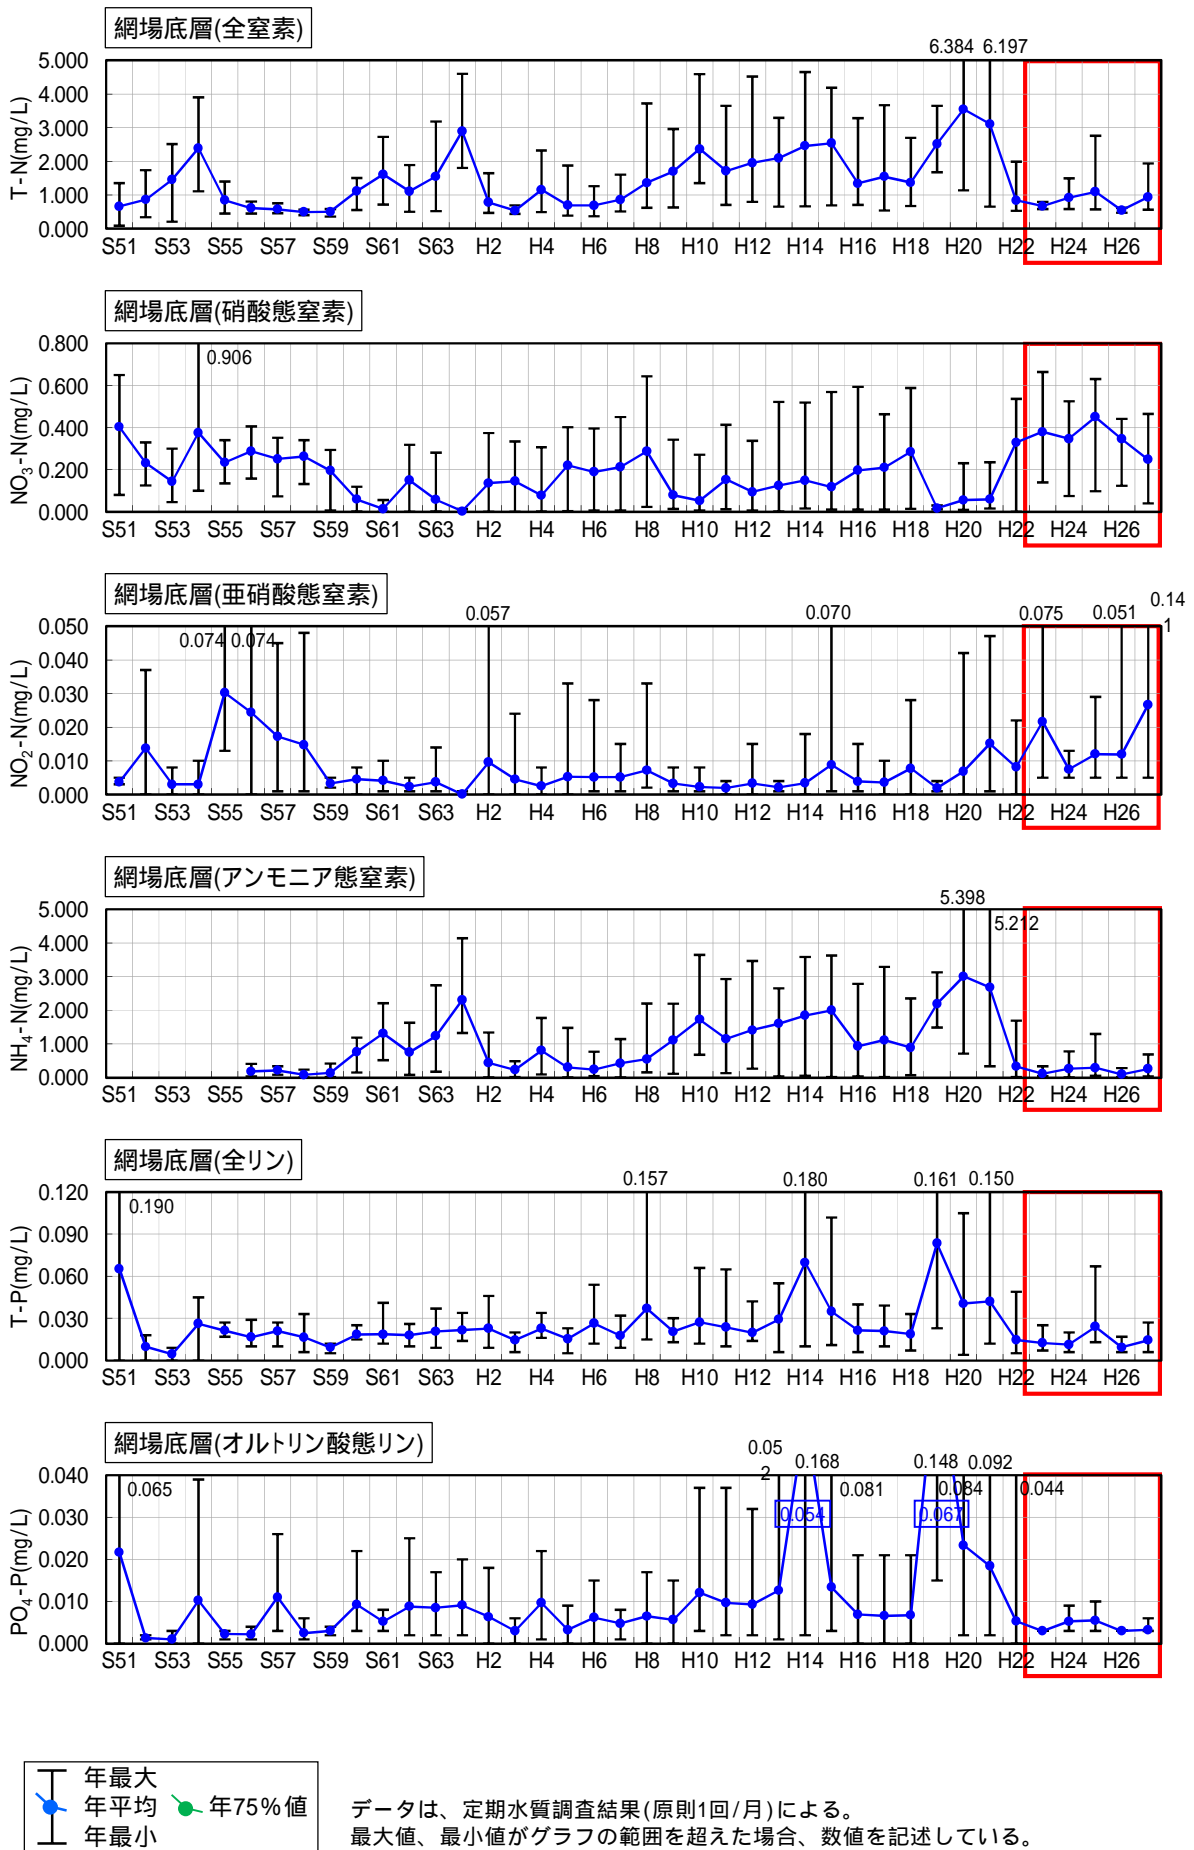 網場底層(全窒素)
6.384 6.197
T-N(mg/L)
5.000
4.000
3.000
2.000
1.000
0.000
S51 S53 S55 S57 S59 S61 S63 H2 H4 H6 H8 H10 H12 H14 H16 H18 H20 H22 H24 H26
網場底層(硝酸態窒素)
0.906
NO3-N(mg/L)
0.800
0.600
0.400
0.200
0.000
S51 S53 S55 S57 S59 S61 S63 H2 H4 H6 H8 H10 H12 H14 H16 H18 H20 H22 H24 H26
網場底層(亜硝酸態窒素)
0.074 0.074 0.057 0.070 0.075 0.051 0.14
1
NO2-N(mg/L)
0.050
0.040
0.030
0.020
0.010
0.000
S51 S53 S55 S57 S59 S61 S63 H2 H4 H6 H8 H10 H12 H14 H16 H18 H20 H22 H24 H26
網場底層(アンモニア態窒素)
5.398
5.212
NH4-N(mg/L)
5.000
4.000
3.000
2.000
1.000
0.000
S51 S53 S55 S57 S59 S61 S63 H2 H4 H6 H8 H10 H12 H14 H16 H18 H20 H22 H24 H26
網場底層(全リン)
0.190 0.157 0.180 0.161 0.150
T-P(mg/L)
0.120
0.090
0.060
0.030
0.000
S51 S53 S55 S57 S59 S61 S63 H2 H4 H6 H8 H10 H12 H14 H16 H18 H20 H22 H24 H26
網場底層(オルトリン酸態リン)
0.065 0.05
2
0.168 0.081 0.148 0.084 0.092 0.044
0.054 0.067
PO4-P(mg/L)
0.040
0.030
0.020
0.010
0.000
S51 S53 S55 S57 S59 S61 S63 H2 H4 H6 H8 H10 H12 H14 H16 H18 H20 H22 H24 H26
年最大
年平均 年75%値
年最小
データは、定期水質調査結果(原則1回/月)による。
最大値、最小値がグラフの範囲を超えた場合、数値を記述している。